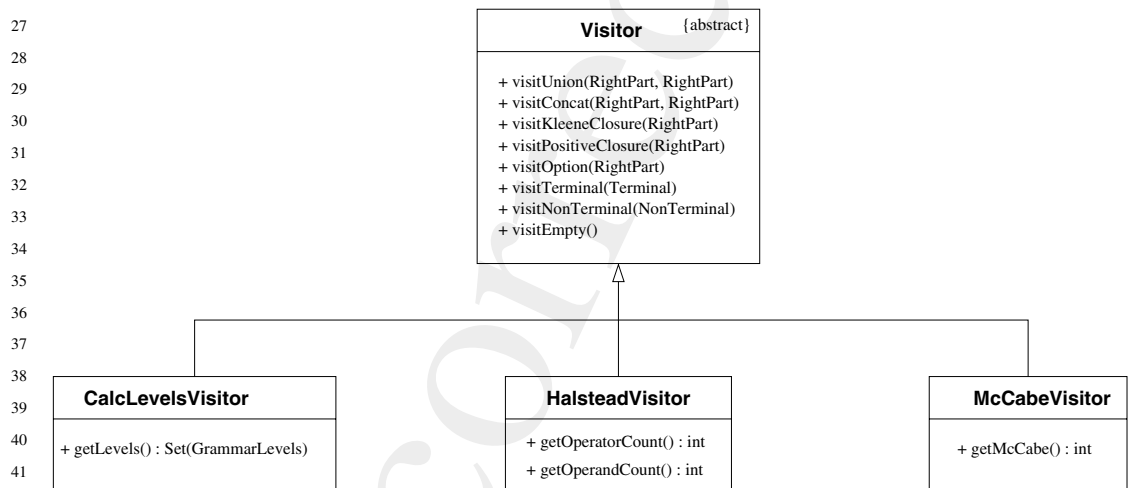 27
28
29
30
31
32
33
34
35
36
37
38
39
40
41
Visitor {abstract}
+ visitUnion(RightPart, RightPart)
+ visitConcat(RightPart, RightPart)
+ visitKleeneClosure(RightPart)
+ visitPositiveClosure(RightPart)
+ visitOption(RightPart)
+ visitTerminal(Terminal)
+ visitNonTerminal(NonTerminal)
+ visitEmpty()
CalcLevelsVisitor
+ getLevels() : Set(GrammarLevels)
HalsteadVisitor
+ getOperatorCount() : int
+ getOperandCount() : int
McCabeVisitor
+ getMcCabe() : int